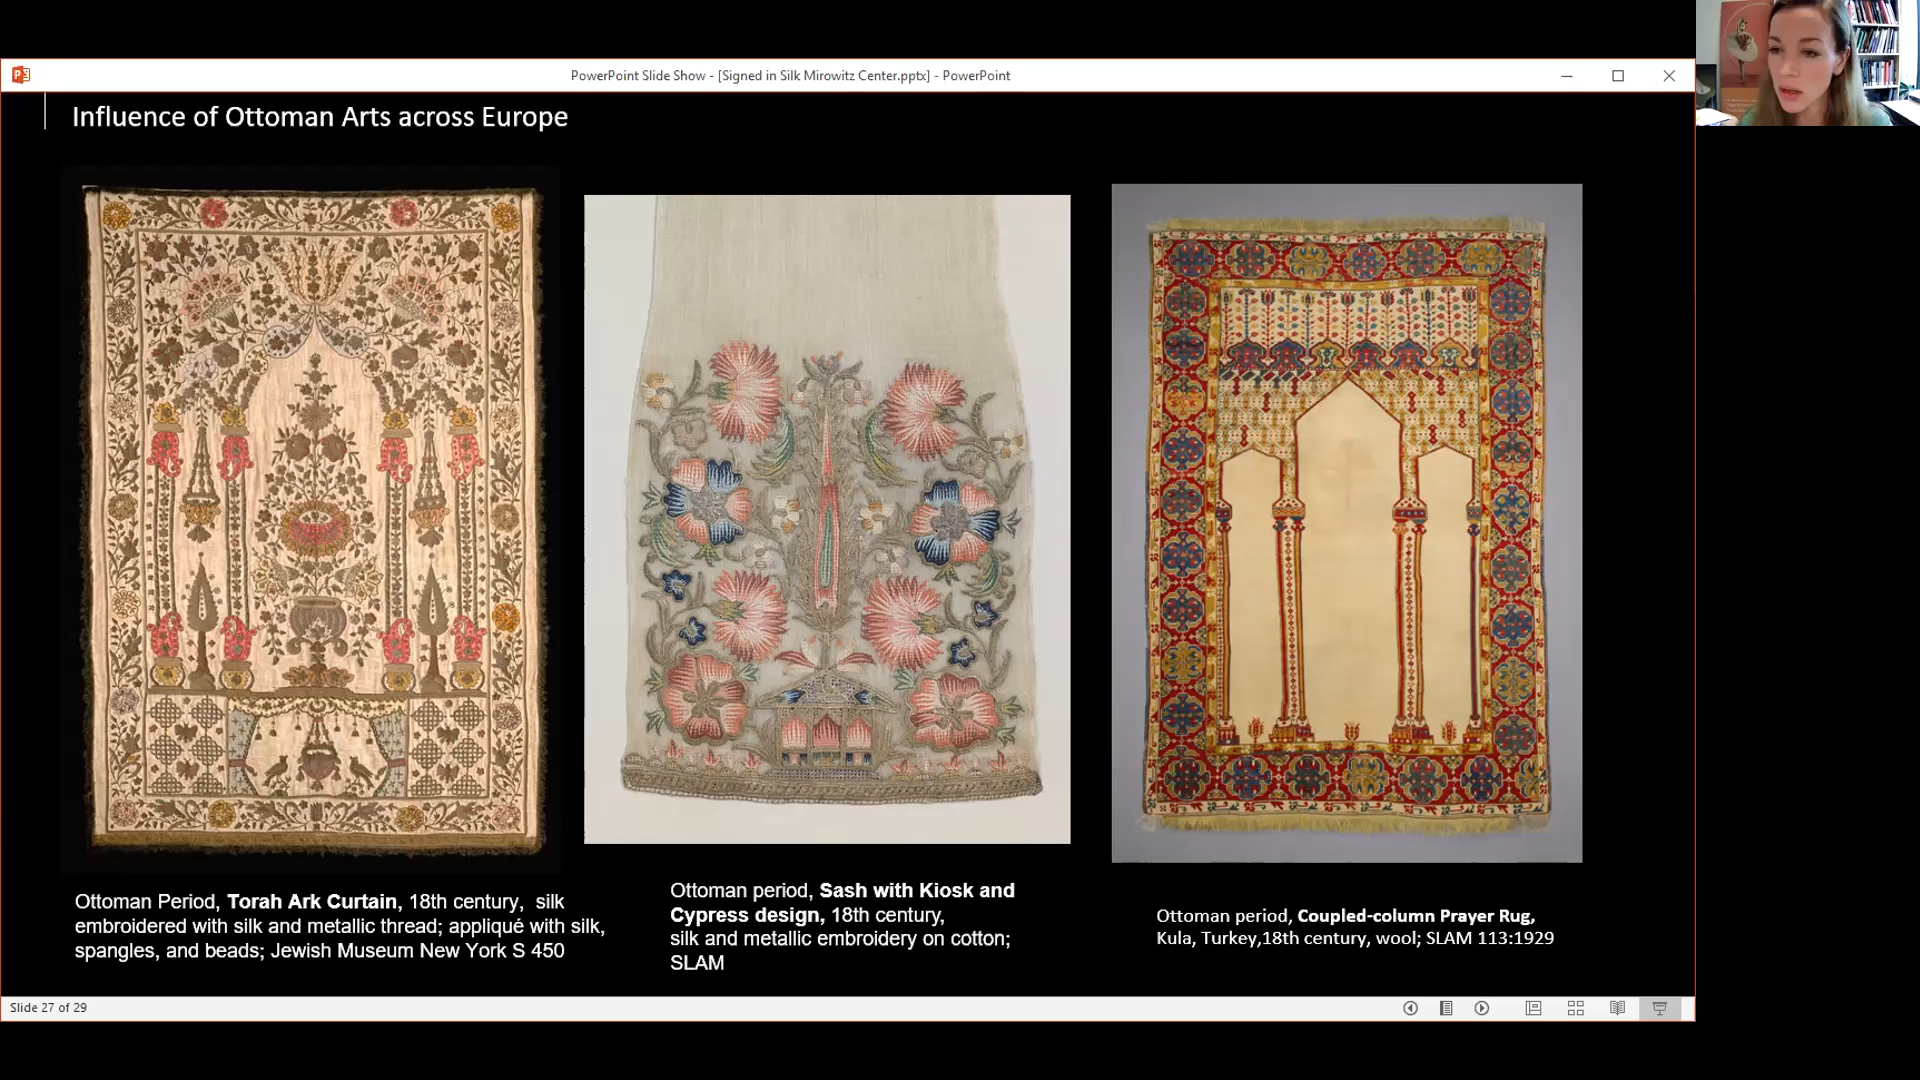 PowerPoint Slide Show - [Signed in Silk Mirowitz Center.pptx] - PowerPoint
Influence of Ottoman Arts across Europe
Ottoman Period, Torah Ark Curtain, 18th century, silk
embroidered with silk and metallic thread; appliqué with silk,
spangles, and beads; Jewish Museum New York S 450
Ottoman period, Sash with Kiosk and
Cypress design, 18th century,
silk and metallic embroidery on cotton;
SLAM
Ottoman period, Coupled-column Prayer Rug,
Kula, Turkey,18th century, wool; SLAM 113:1929
Slide 27 of 29